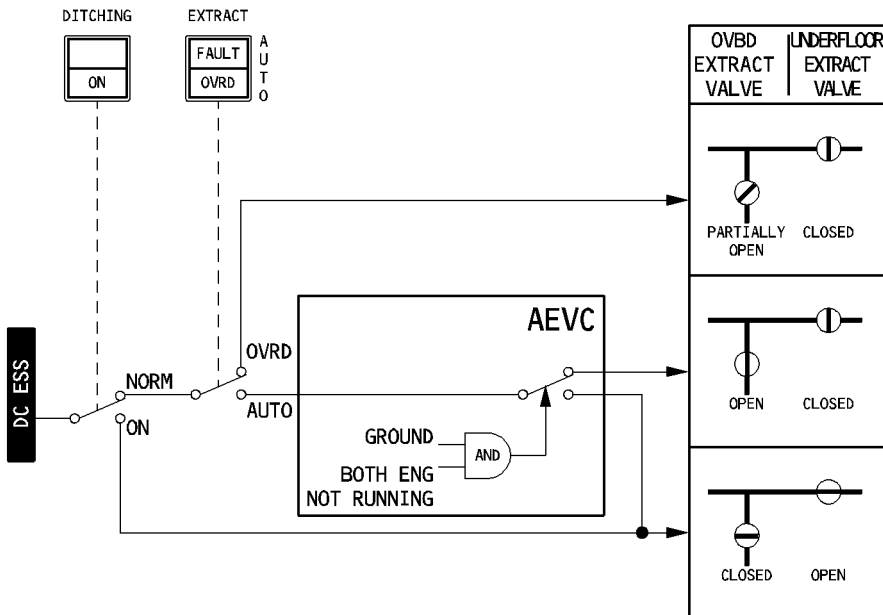 DITCHING
EXTRACT
ON
FAULT
OVRD
AUTO
OVBD EXTRACT VALVE
UNDERFLOOR EXTRACT VALVE
PARTIALLY OPEN
CLOSED
AEVC
OVRD
NORM
AUTO
ON
DC ESS
GROUND
AND
BOTH ENG
NOT RUNNING
OPEN
CLOSED
CLOSED
OPEN